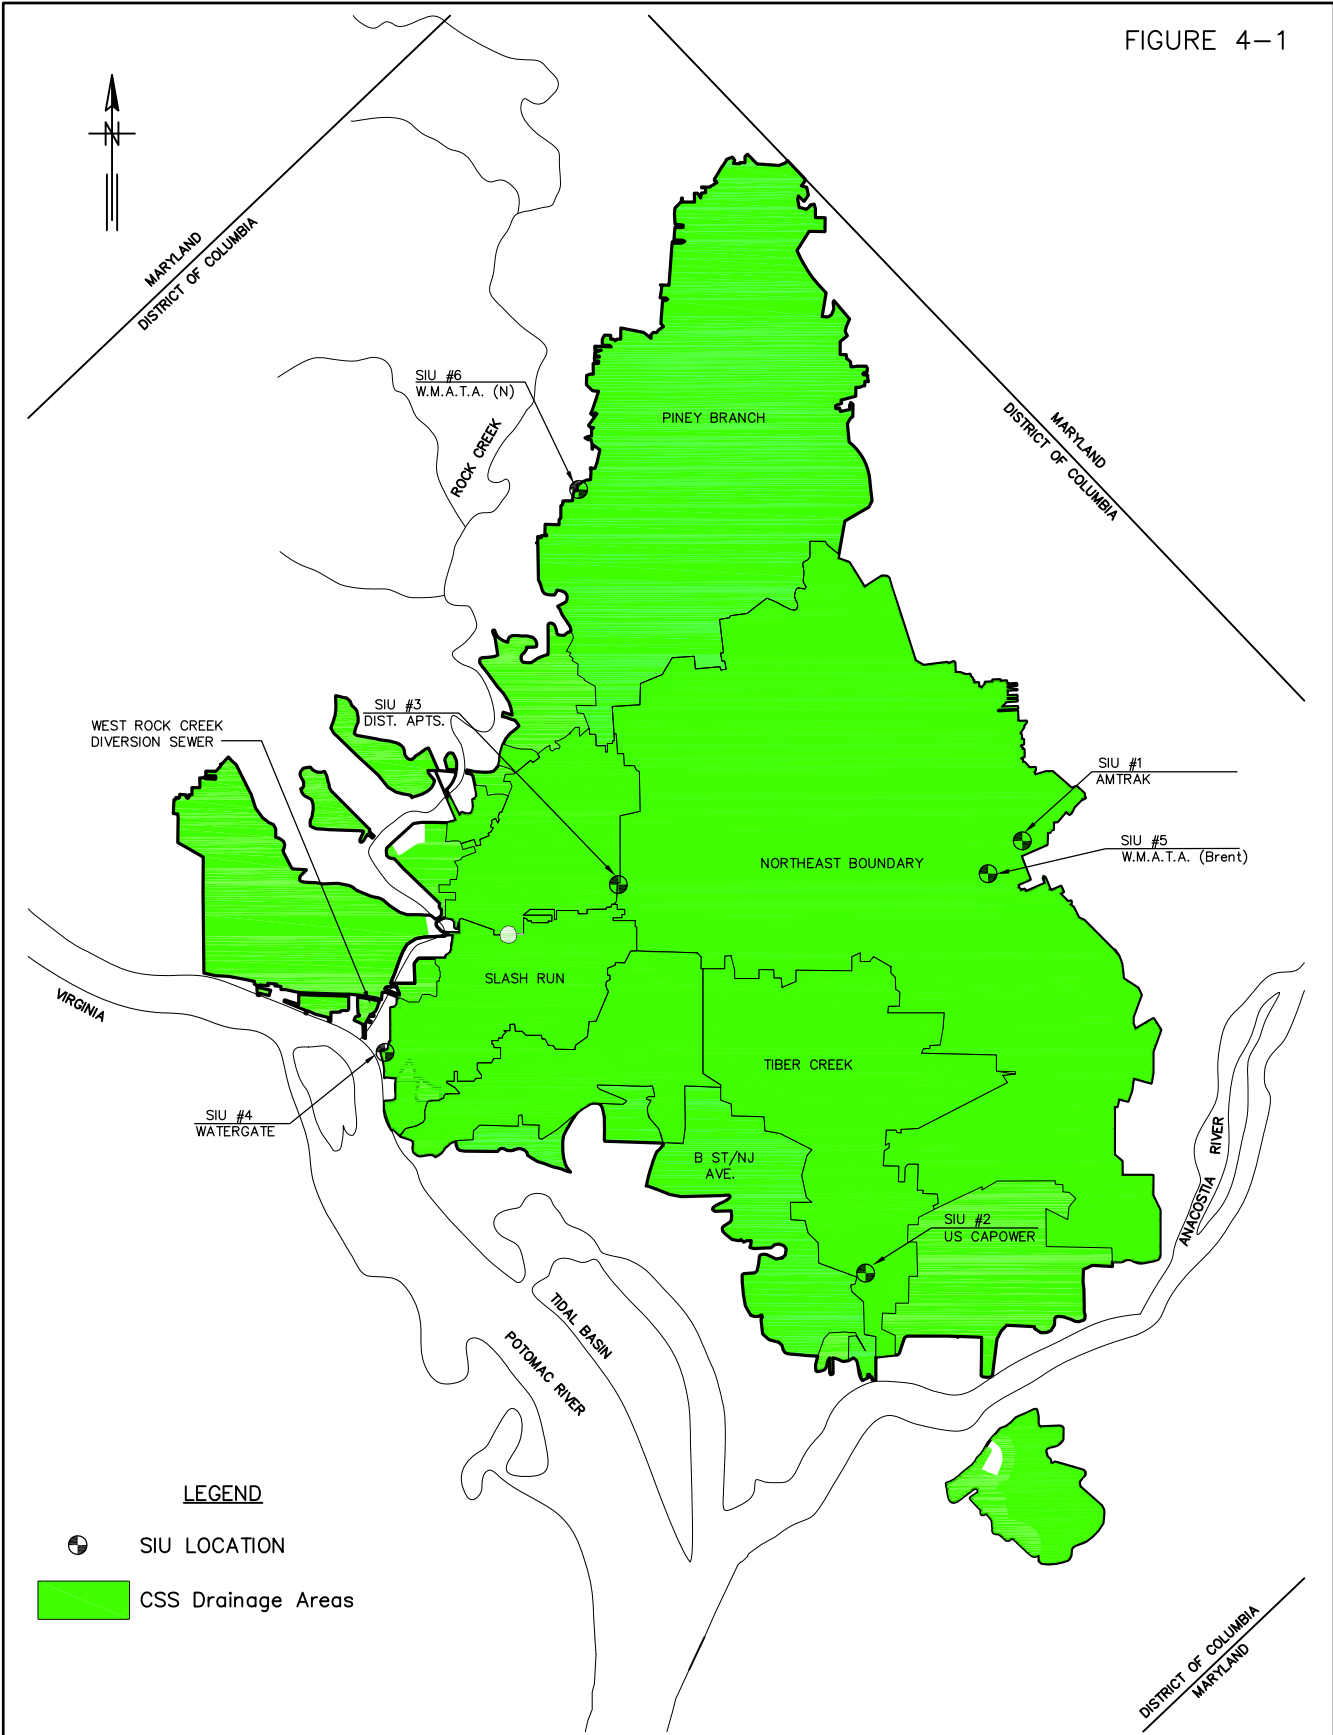 FIGURE 4-1
N
MARYLAND
DISTRICT OF COLUMBIA
SIU #6
W.M.A.T.A. (N)
ROCK CREEK
PINEY BRANCH
MARYLAND
DISTRICT OF COLUMBIA
SIU #3
DIST. APTS.
WEST ROCK CREEK
DIVERSION SEWER
SIU #1
AMTRAK
SIU #5
W.M.A.T.A. (Brent)
NORTHEAST BOUNDARY
SLASH RUN
VIRGINIA
TIBER CREEK
SIU #4
WATERGATE
B ST/NJ
AVE.
ANACOSTIA RIVER
SIU #2
US CAPOWER
TIDAL BASIN
POTOMAC RIVER
LEGEND
SIU LOCATION
CSS Drainage Areas
DISTRICT OF COLUMBIA
MARYLAND